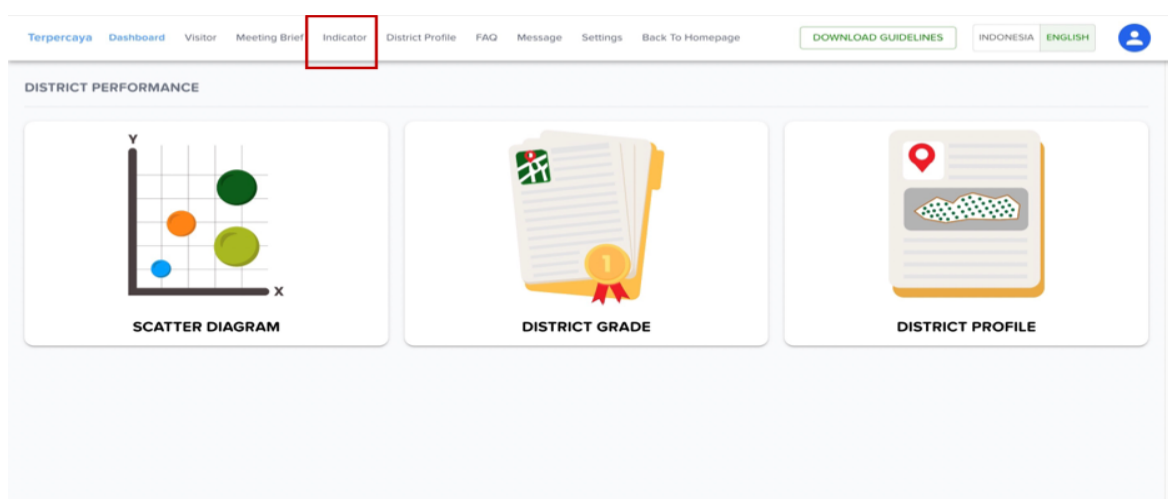 Terpercaya Dashboard Visitor Meeting Brief Indicator District Profile FAQ Message Settings Back To Homepage DOWNLOAD GUIDELINES INDONESIA ENGLISH
DISTRICT PERFORMANCE
Y
X
1
SCATTER DIAGRAM
DISTRICT GRADE
DISTRICT PROFILE